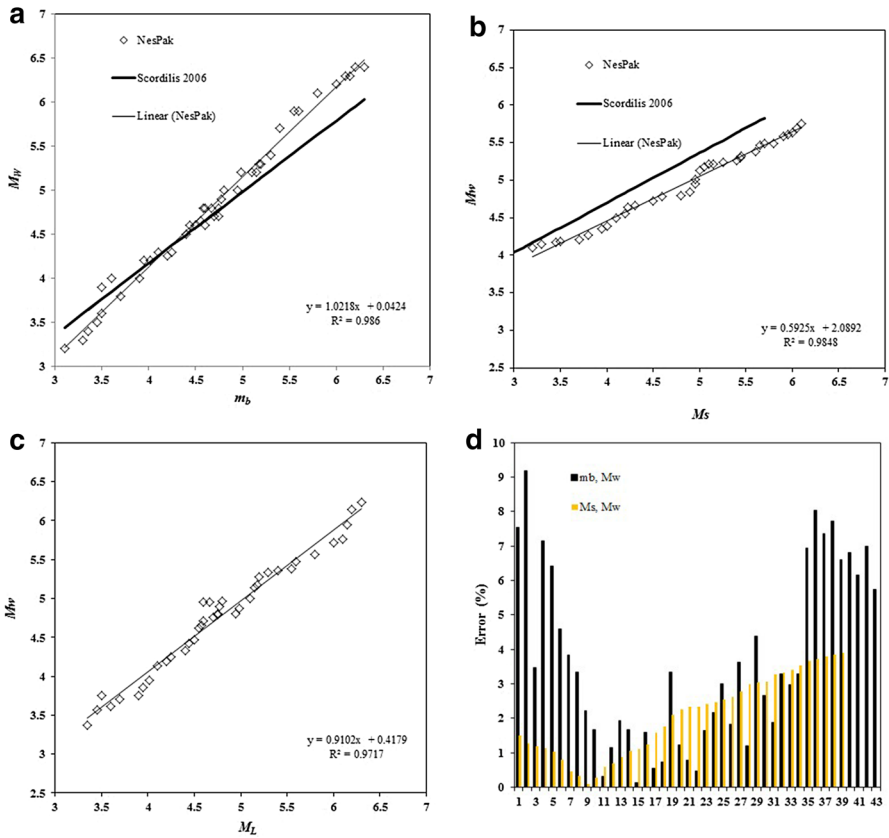 a
7
6.5
6
5.5
5
4.5
4
3.5
3
Mw
NesPak
Scordilis 2006
Linear (NesPak)
y = 1.0218x + 0.0424
R² = 0.986
3 3.5 4 4.5 5 5.5 6 6.5 7
mb
b
7
6.5
6
5.5
5
4.5
4
3.5
3
2.5
Mw
NesPak
Scordilis 2006
Linear (NesPak)
y = 0.5925x + 2.0892
R² = 0.9848
3 3.5 4 4.5 5 5.5 6 6.5 7
Ms
c
7
6.5
6
5.5
5
4.5
4
3.5
3
2.5
Mw
y = 0.9102x + 0.4179
R² = 0.9717
3 3.5 4 4.5 5 5.5 6 6.5 7
ML
d
10
9
8
7
6
5
4
3
2
1
0
Error (%)
mb, Mw
Ms, Mw
1 3 5 7 9 11 13 15 17 19 21 23 25 27 29 31 33 35 37 39 41 43